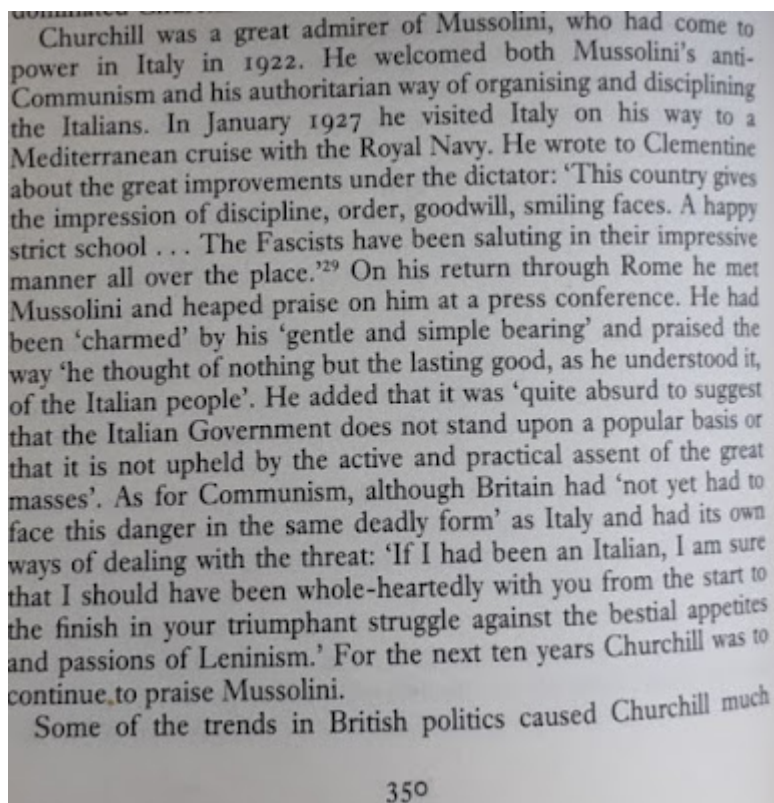 Churchill was a great admirer of Mussolini, who had come to
power in Italy in 1922. He welcomed both Mussolini's anti-
Communism and his authoritarian way of organising and disciplining
the Italians. In January 1927 he visited Italy on his way to a
Mediterranean cruise with the Royal Navy. He wrote to Clementine
about the great improvements under the dictator: ‘This country gives
the impression of discipline, order, goodwill, smiling faces. A happy
strict school ... The Fascists have been saluting in their impressive
manner all over the place.’29 On his return through Rome he met
Mussolini and heaped praise on him at a press conference. He had
been ‘charmed’ by his ‘gentle and simple bearing’ and praised the
way ‘he thought of nothing but the lasting good, as he understood it,
of the Italian people’. He added that it was ‘quite absurd to suggest
that the Italian Government does not stand upon a popular basis or
that it is not upheld by the active and practical assent of the great
masses’. As for Communism, although Britain had ‘not yet had to
face this danger in the same deadly form’ as Italy and had its own
ways of dealing with the threat: ‘If I had been an Italian, I am sure
that I should have been whole-heartedly with you from the start to
the finish in your triumphant struggle against the bestial appetites
and passions of Leninism.’ For the next ten years Churchill was to
continue to praise Mussolini.
Some of the trends in British politics caused Churchill much
350